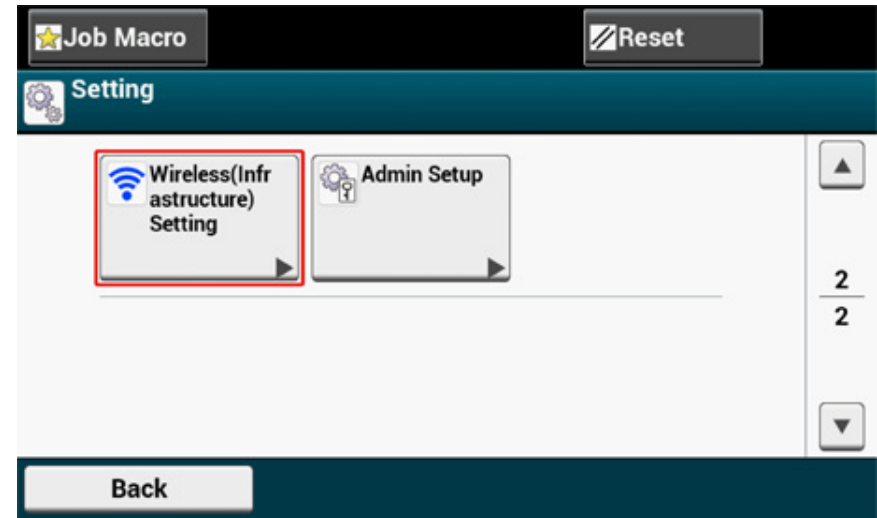 Job Macro
Reset
Setting
Wireless(Infr
astructure)
Setting
Admin Setup
2
2
Back